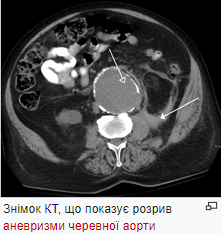 Знімок КТ, що показує розрив
аневризми черевної аорти